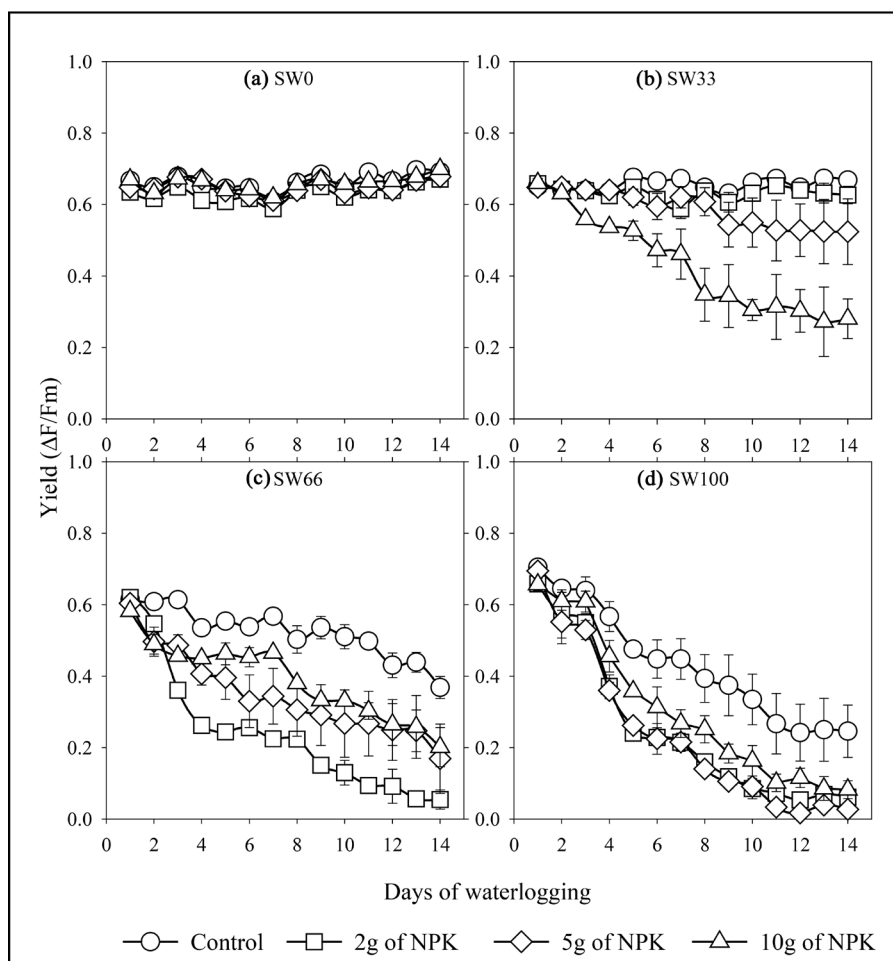 (a) SW0
(b) SW33
1.0 1.0
0.8 0.8
0.6 0.6
0.4 0.4
0.2 0.2
0.0 0.0
0 2 4 6 8 10 12 14
0 2 4 6 8 10 12 14
(c) SW66
(d) SW100
1.0 1.0
0.8 0.8
0.6 0.6
0.4 0.4
0.2 0.2
0.0 0.0
0 2 4 6 8 10 12 14
0 2 4 6 8 10 12 14
Yield (ΔF/Fm)
Days of waterlogging
Control 2g of NPK 5g of NPK 10g of NPK